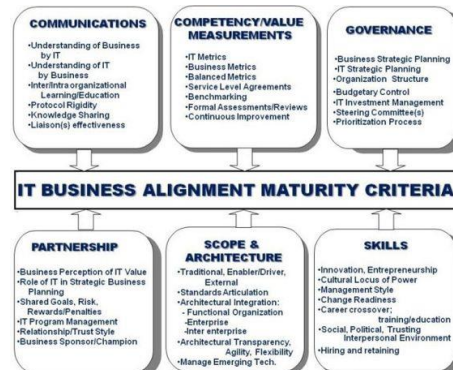 COMMUNICATIONS
•Understanding of Business
by IT
•Understanding of IT
by Business
•Inter/Intraorganizational
Learning/Education
•Protocol Rigidity
•Knowledge Sharing
•Liaison(s) effectiveness
COMPETENCY/VALUE
MEASUREMENTS
•IT Metrics
•Business Metrics
•Balanced Metrics
•Service Level Agreements
•Benchmarking
•Formal Assessments/Reviews
•Continuous Improvement
GOVERNANCE
•Business Strategic Planning
•IT Strategic Planning
•Organization Structure
•Budgetary Control
•IT Investment Management
•Steering Committee(s)
•Prioritization Process
IT BUSINESS ALIGNMENT MATURITY CRITERIA
PARTNERSHIP
•Business Perception of IT Value
•Role of IT in Strategic Business
Planning
•Shared Goals, Risk,
Rewards/Penalties
•IT Program Management
•Relationship/Trust Style
•Business Sponsor/Champion
SCOPE &
ARCHITECTURE
•Traditional, Enabler/Driver,
External
•Standards Articulation
•Architectural Integration:
- Functional Organization
-Enterprise
- Inter enterprise
•Architectural Transparency,
Agility, Flexibility
•Manage Emerging Tech.
SKILLS
•Innovation, Entrepreneurship
•Cultural Locus of Power
•Management Style
•Change Readiness
•Career crossover;
training/education
•Social, Political, Trusting
Interpersonal Environment
•Hiring and retaining